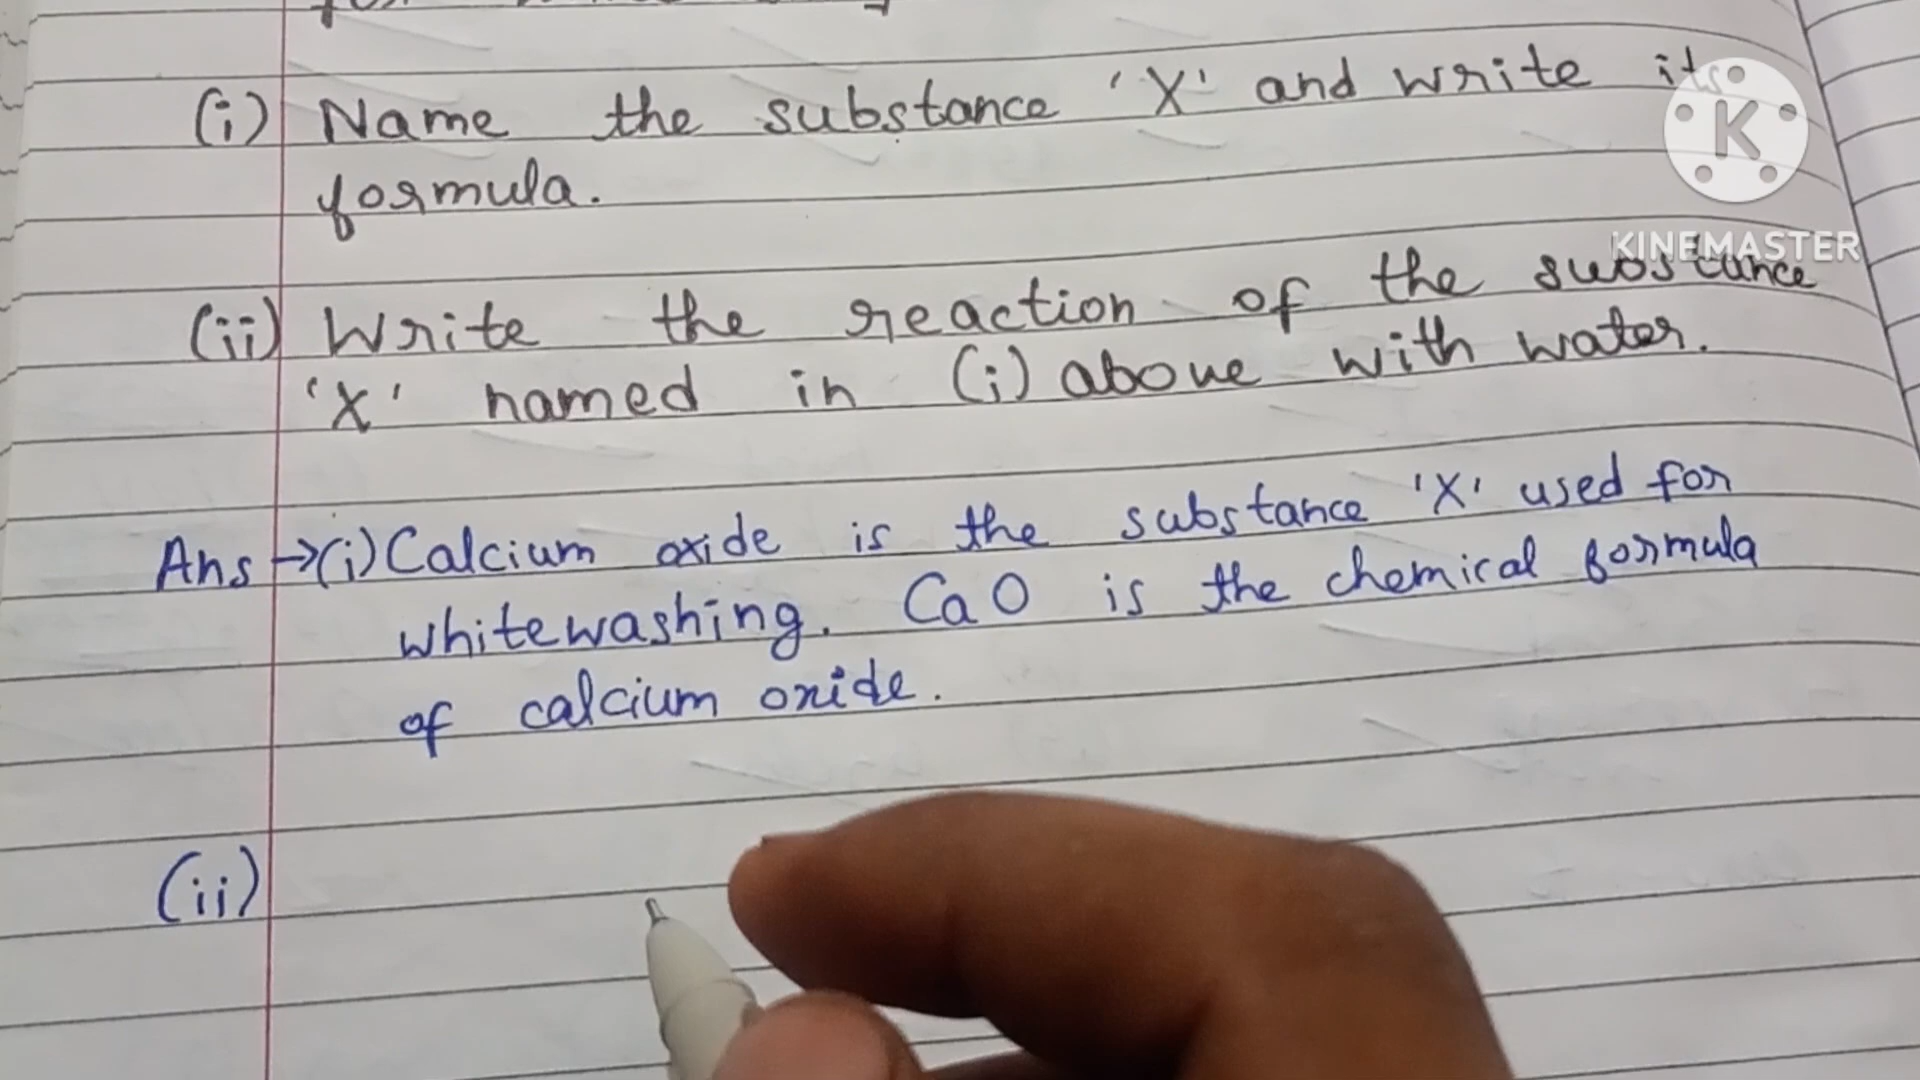 (i) Name the substance 'X' and write its
formula.
(ii) Write the reaction of the substance
'X' named in (i) above with water.
Ans → (i) Calcium oxide is the substance 'X' used for
whitewashing. CaO is the chemical formula
of calcium oxide.
(ii)
K
KINEMASTER